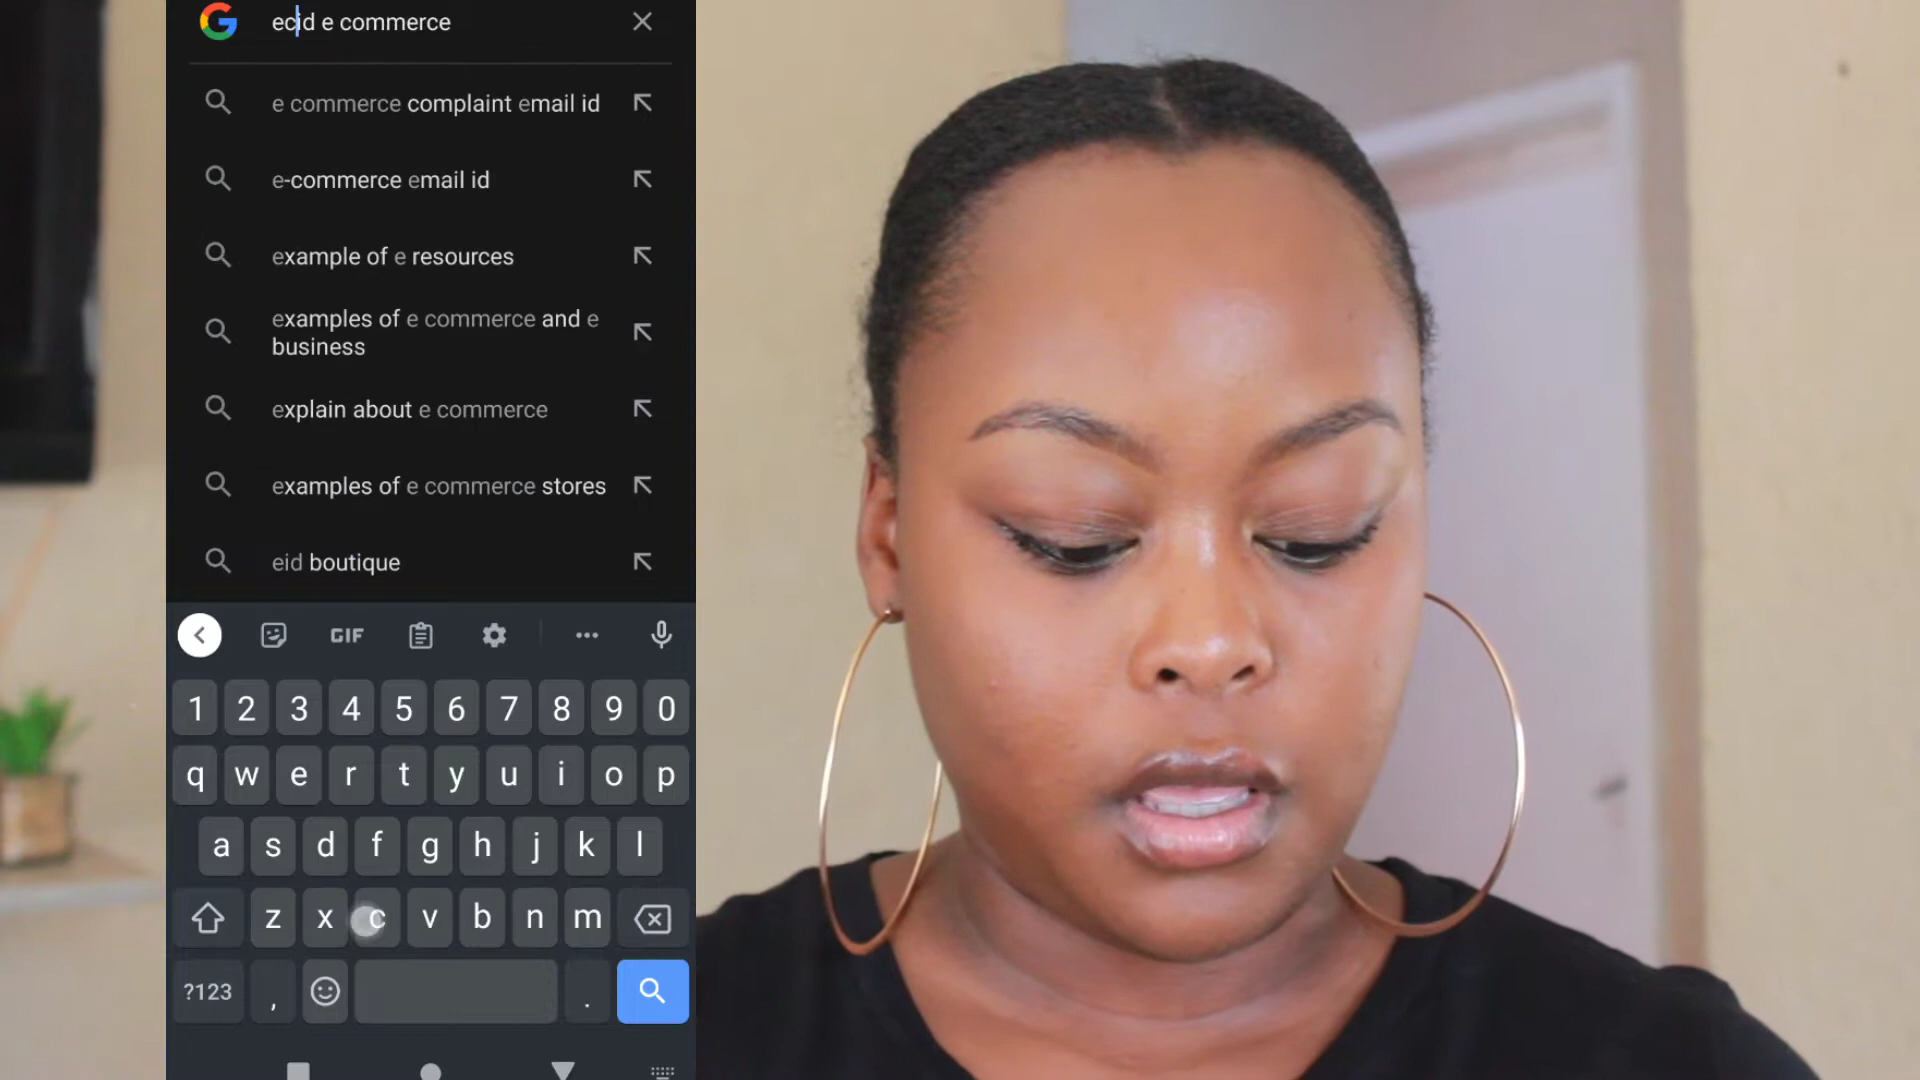 ecid e commerce
e commerce complaint email id
e-commerce email id
example of e resources
examples of e commerce and e
business
explain about e commerce
examples of e commerce stores
eid boutique
GIF
1 2 3 4 5 6 7 8 9 0
q w e r t y u i o p
a s d f g h j k l
z x c v b n m
?123 , .